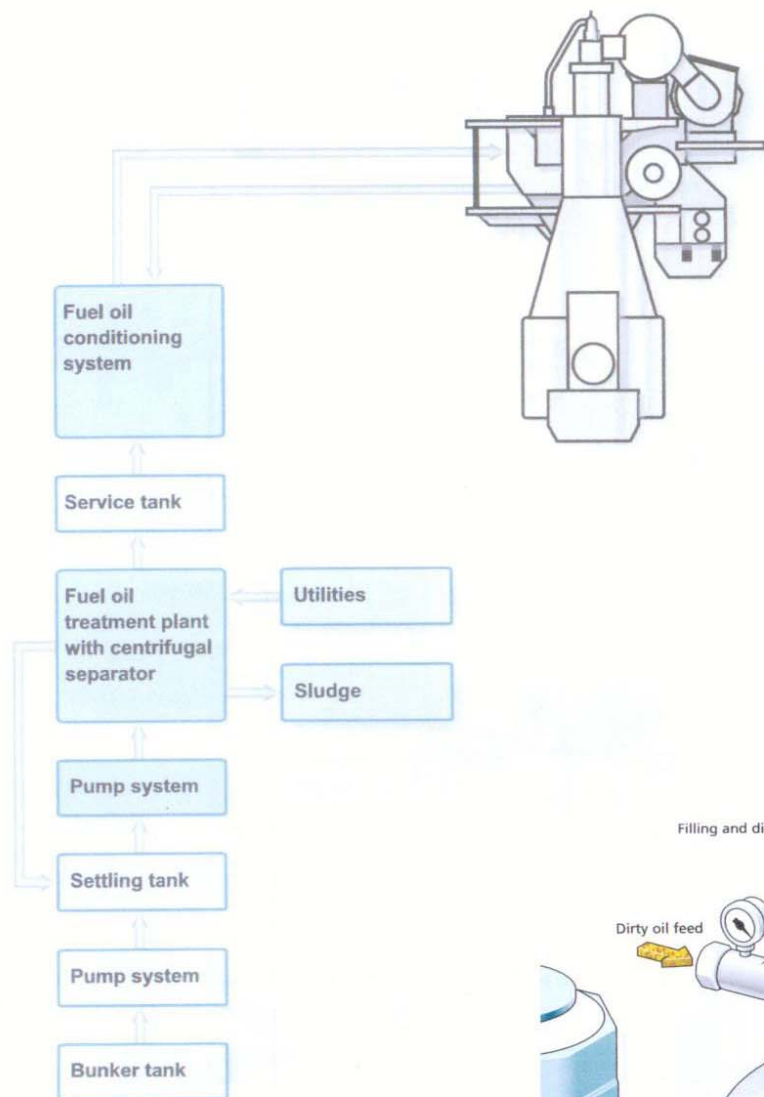 Fuel oil
conditioning
system
Service tank
Fuel oil
treatment plant
with centrifugal
separator
Utilities
Sludge
Pump system
Settling tank
Pump system
Bunker tank
Filling and di
Dirty oil feed